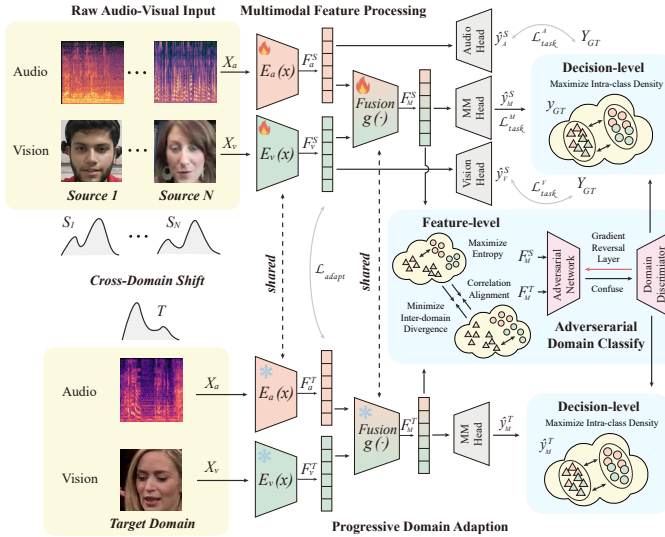 Raw Audio-Visual Input
Multimodal Feature Processing
Audio
Vision
Source 1
Source N
X_a
X_v
E_a(x)
E_v(x)
F_a^S
F_v^S
Fusion
g(·)
F_M^S
Audio
Head
MM
Head
Vision
Head
ŷ_A^S
L_task^A
Y_GT
ŷ_M^S
L_task^M
ŷ_V^S
L_task^V
Y_GT
Decision-level
Maximize Intra-class Density
y_GT
S_1
S_N
Cross-Domain Shift
T
shared
L_adapt
shared
Feature-level
Maximize
Entropy
Correlation
Alignment
Minimize
Inter-domain
Divergence
F_M^S
F_M^T
Adversarial
Network
Gradient
Reversal
Layer
Confuse
Domain
Discriminator
Adverserarial
Domain Classify
Audio
Vision
Target Domain
X_a
X_v
E_a(x)
E_v(x)
F_a^T
F_v^T
Fusion
g(·)
F_M^T
MM
Head
ŷ_M^T
Decision-level
Maximize Intra-class Density
ŷ_M^T
Progressive Domain Adaption